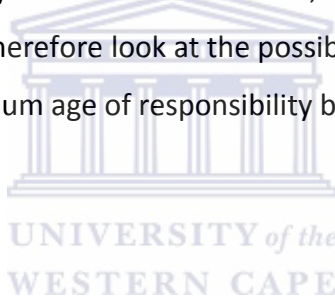 herefore look at the possib
um age of responsibility b
UNIVERSITY of the
WESTERN CAPE